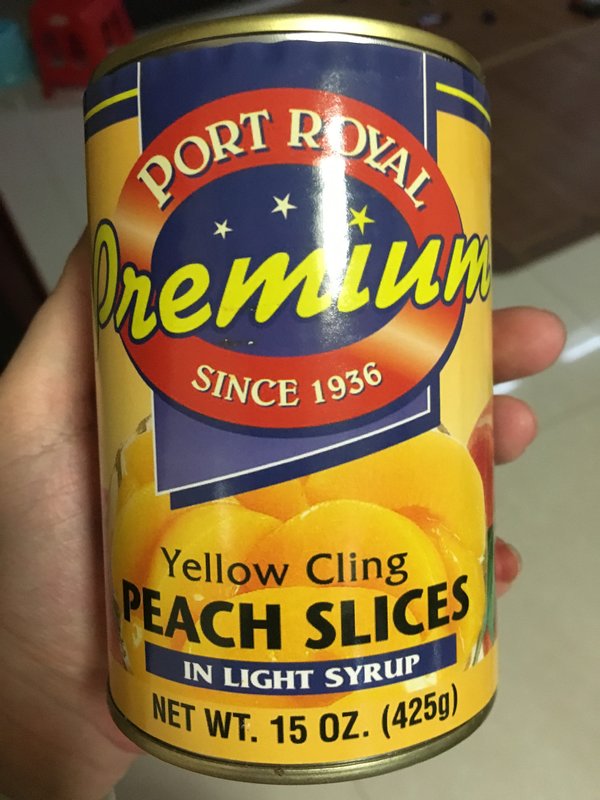 PORT ROYAL
Premium
SINCE 1936
Yellow Cling
PEACH SLICES
IN LIGHT SYRUP
NET WT. 15 OZ. (425g)